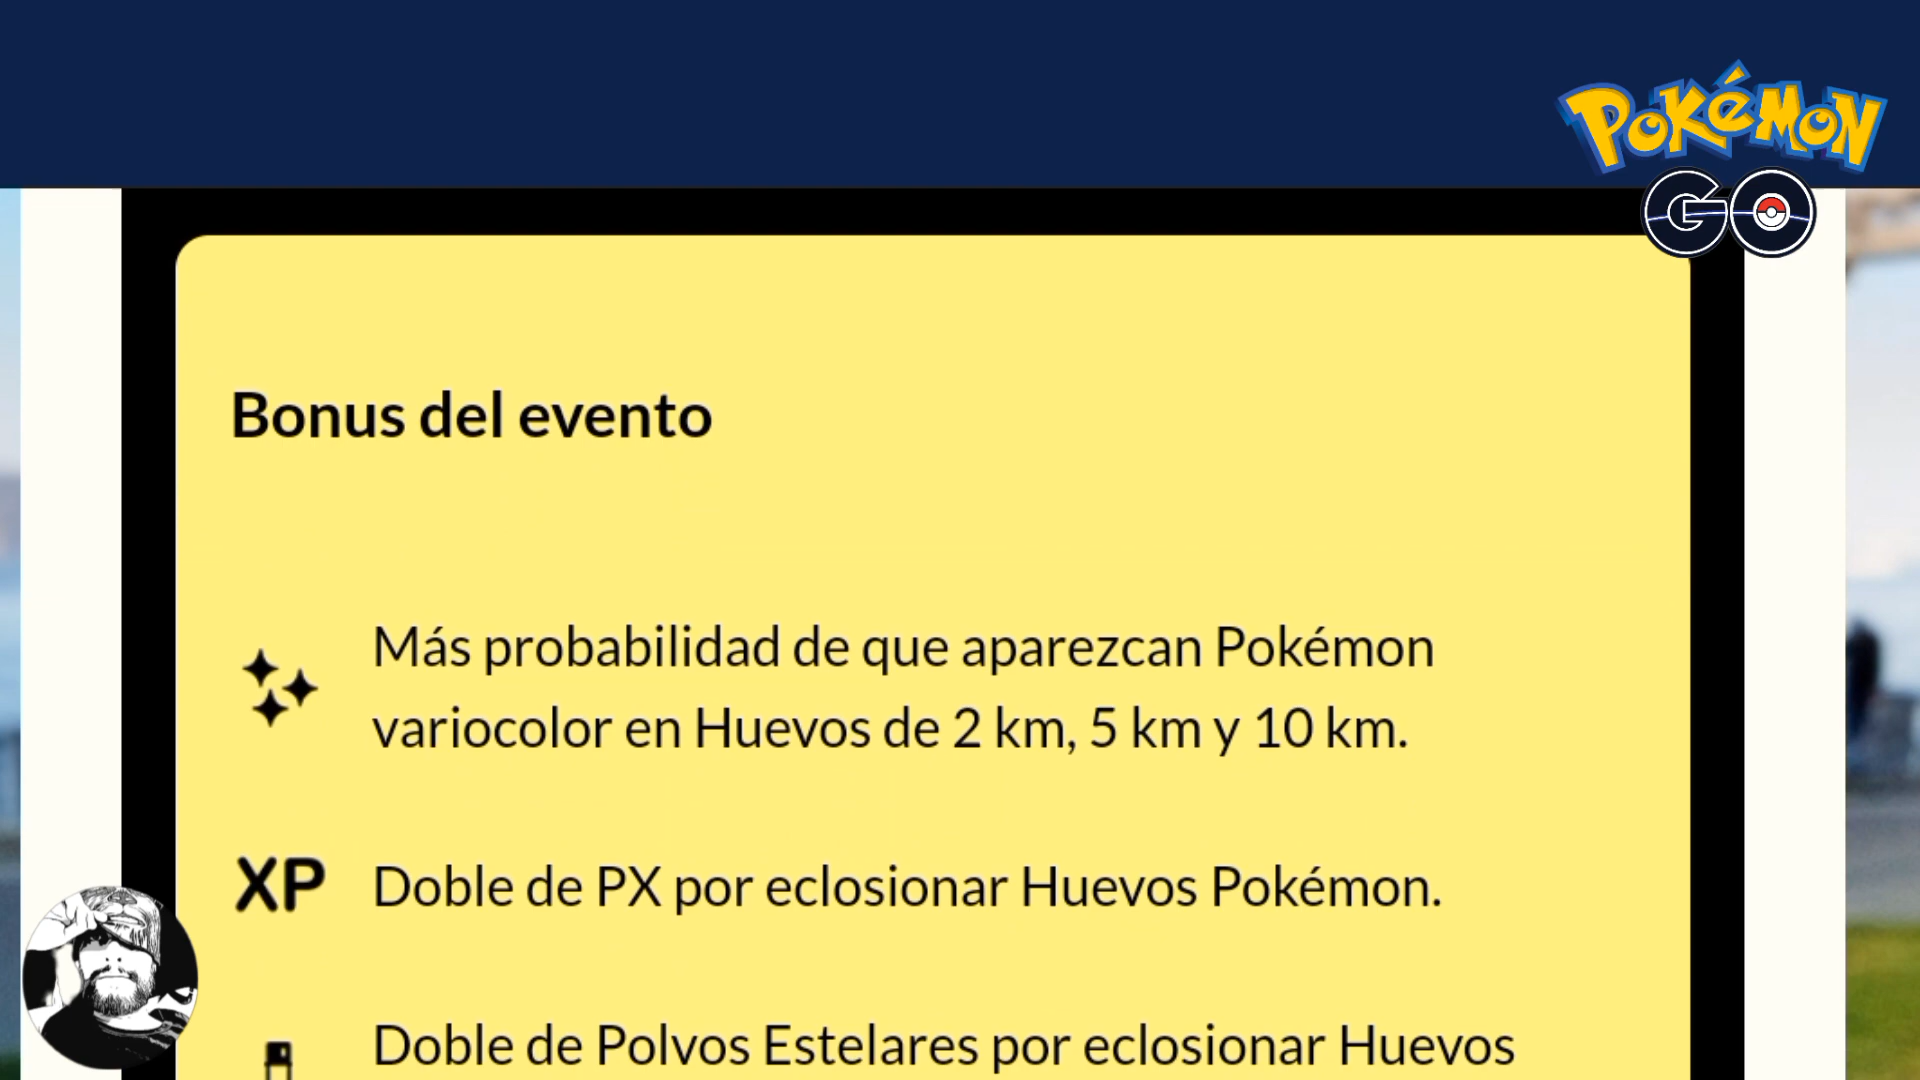 POKéMON
GO
Bonus del evento
Más probabilidad de que aparezcan Pokémon
variocolor en Huevos de 2 km, 5 km y 10 km.
XP Doble de PX por eclosionar Huevos Pokémon.
Doble de Polvos Estelares por eclosionar Huevos